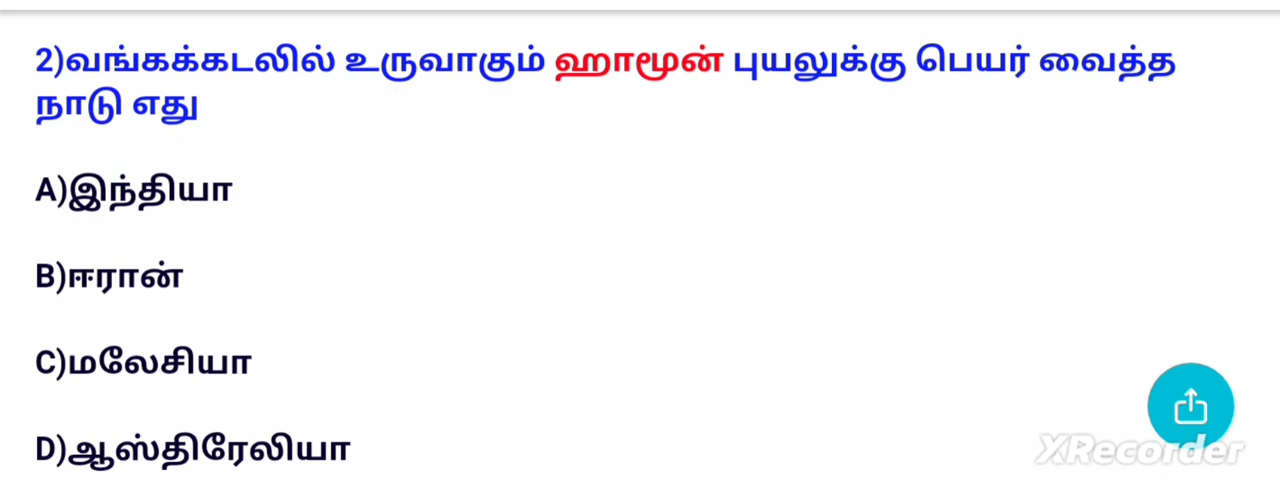 2)வங்கக்கடலில் உருவாகும் ஹாமூன் புயலுக்கு பெயர் வைத்த
நாடு எது
A)இந்தியா
B)ஈரான்
C)மலேசியா
D)ஆஸ்திரேலியா
XRecorder